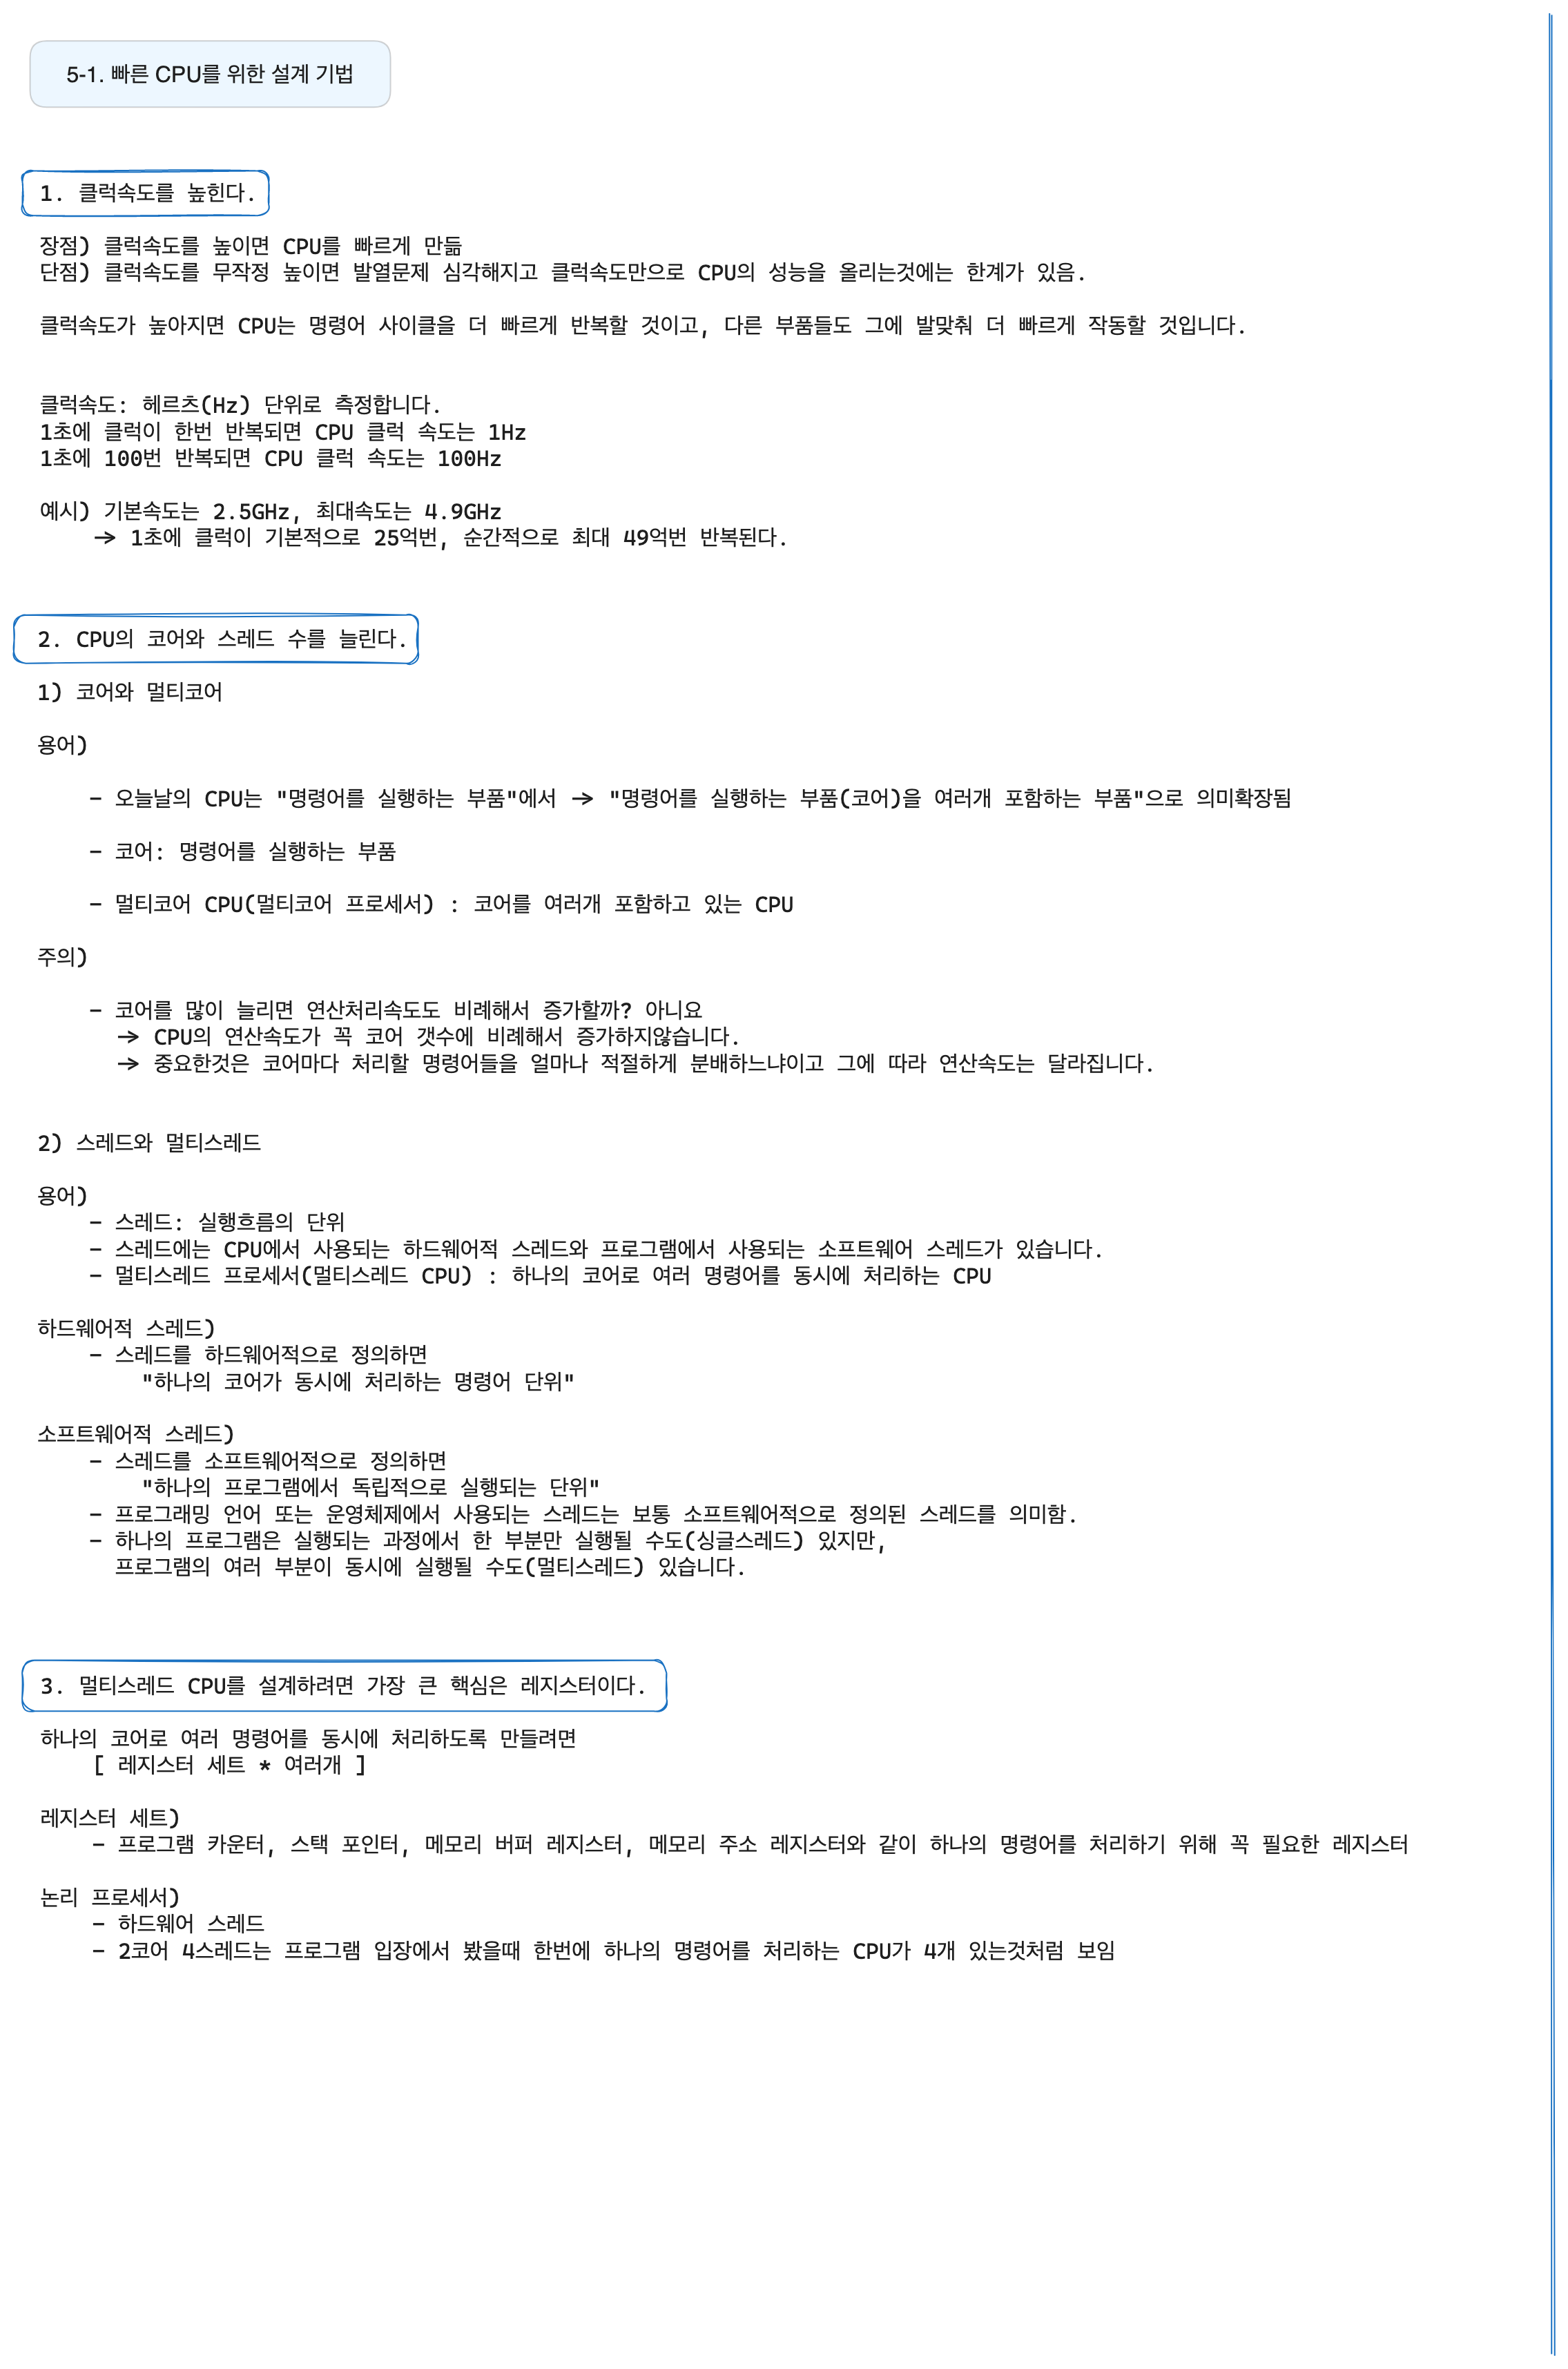 5-1. 빠른 CPU를 위한 설계 기법
1. 클럭속도를 높힌다.
장점) 클럭속도를 높이면 CPU를 빠르게 만듦
단점) 클럭속도를 무작정 높이면 발열문제 심각해지고 클럭속도만으로 CPU의 성능을 올리는것에는 한계가 있음.
클럭속도가 높아지면 CPU는 명령어 사이클을 더 빠르게 반복할 것이고, 다른 부품들도 그에 발맞춰 더 빠르게 작동할 것입니다.
클럭속도: 헤르츠(Hz) 단위로 측정합니다.
1초에 클럭이 한번 반복되면 CPU 클럭 속도는 1Hz
1초에 100번 반복되면 CPU 클럭 속도는 100Hz
예시) 기본속도는 2.5GHz, 최대속도는 4.9GHz
→ 1초에 클럭이 기본적으로 25억번, 순간적으로 최대 49억번 반복된다.
2. CPU의 코어와 스레드 수를 늘린다.
1) 코어와 멀티코어
용어)
- 오늘날의 CPU는 "명령어를 실행하는 부품"에서 → "명령어를 실행하는 부품(코어)을 여러개 포함하는 부품"으로 의미확장됨
- 코어: 명령어를 실행하는 부품
- 멀티코어 CPU(멀티코어 프로세서) : 코어를 여러개 포함하고 있는 CPU
주의)
- 코어를 많이 늘리면 연산처리속도도 비례해서 증가할까? 아니요
→ CPU의 연산속도가 꼭 코어 갯수에 비례해서 증가하지않습니다.
→ 중요한것은 코어마다 처리할 명령어들을 얼마나 적절하게 분배하느냐이고 그에 따라 연산속도는 달라집니다.
2) 스레드와 멀티스레드
용어)
- 스레드: 실행흐름의 단위
- 스레드에는 CPU에서 사용되는 하드웨어적 스레드와 프로그램에서 사용되는 소프트웨어 스레드가 있습니다.
- 멀티스레드 프로세서(멀티스레드 CPU) : 하나의 코어로 여러 명령어를 동시에 처리하는 CPU
하드웨어적 스레드)
- 스레드를 하드웨어적으로 정의하면
"하나의 코어가 동시에 처리하는 명령어 단위"
소프트웨어적 스레드)
- 스레드를 소프트웨어적으로 정의하면
"하나의 프로그램에서 독립적으로 실행되는 단위"
- 프로그래밍 언어 또는 운영체제에서 사용되는 스레드는 보통 소프트웨어적으로 정의된 스레드를 의미함.
- 하나의 프로그램은 실행되는 과정에서 한 부분만 실행될 수도(싱글스레드) 있지만,
프로그램의 여러 부분이 동시에 실행될 수도(멀티스레드) 있습니다.
3. 멀티스레드 CPU를 설계하려면 가장 큰 핵심은 레지스터이다.
하나의 코어로 여러 명령어를 동시에 처리하도록 만들려면
[ 레지스터 세트 * 여러개 ]
레지스터 세트)
- 프로그램 카운터, 스택 포인터, 메모리 버퍼 레지스터, 메모리 주소 레지스터와 같이 하나의 명령어를 처리하기 위해 꼭 필요한 레지스터
논리 프로세서)
- 하드웨어 스레드
- 2코어 4스레드는 프로그램 입장에서 봤을때 한번에 하나의 명령어를 처리하는 CPU가 4개 있는것처럼 보임